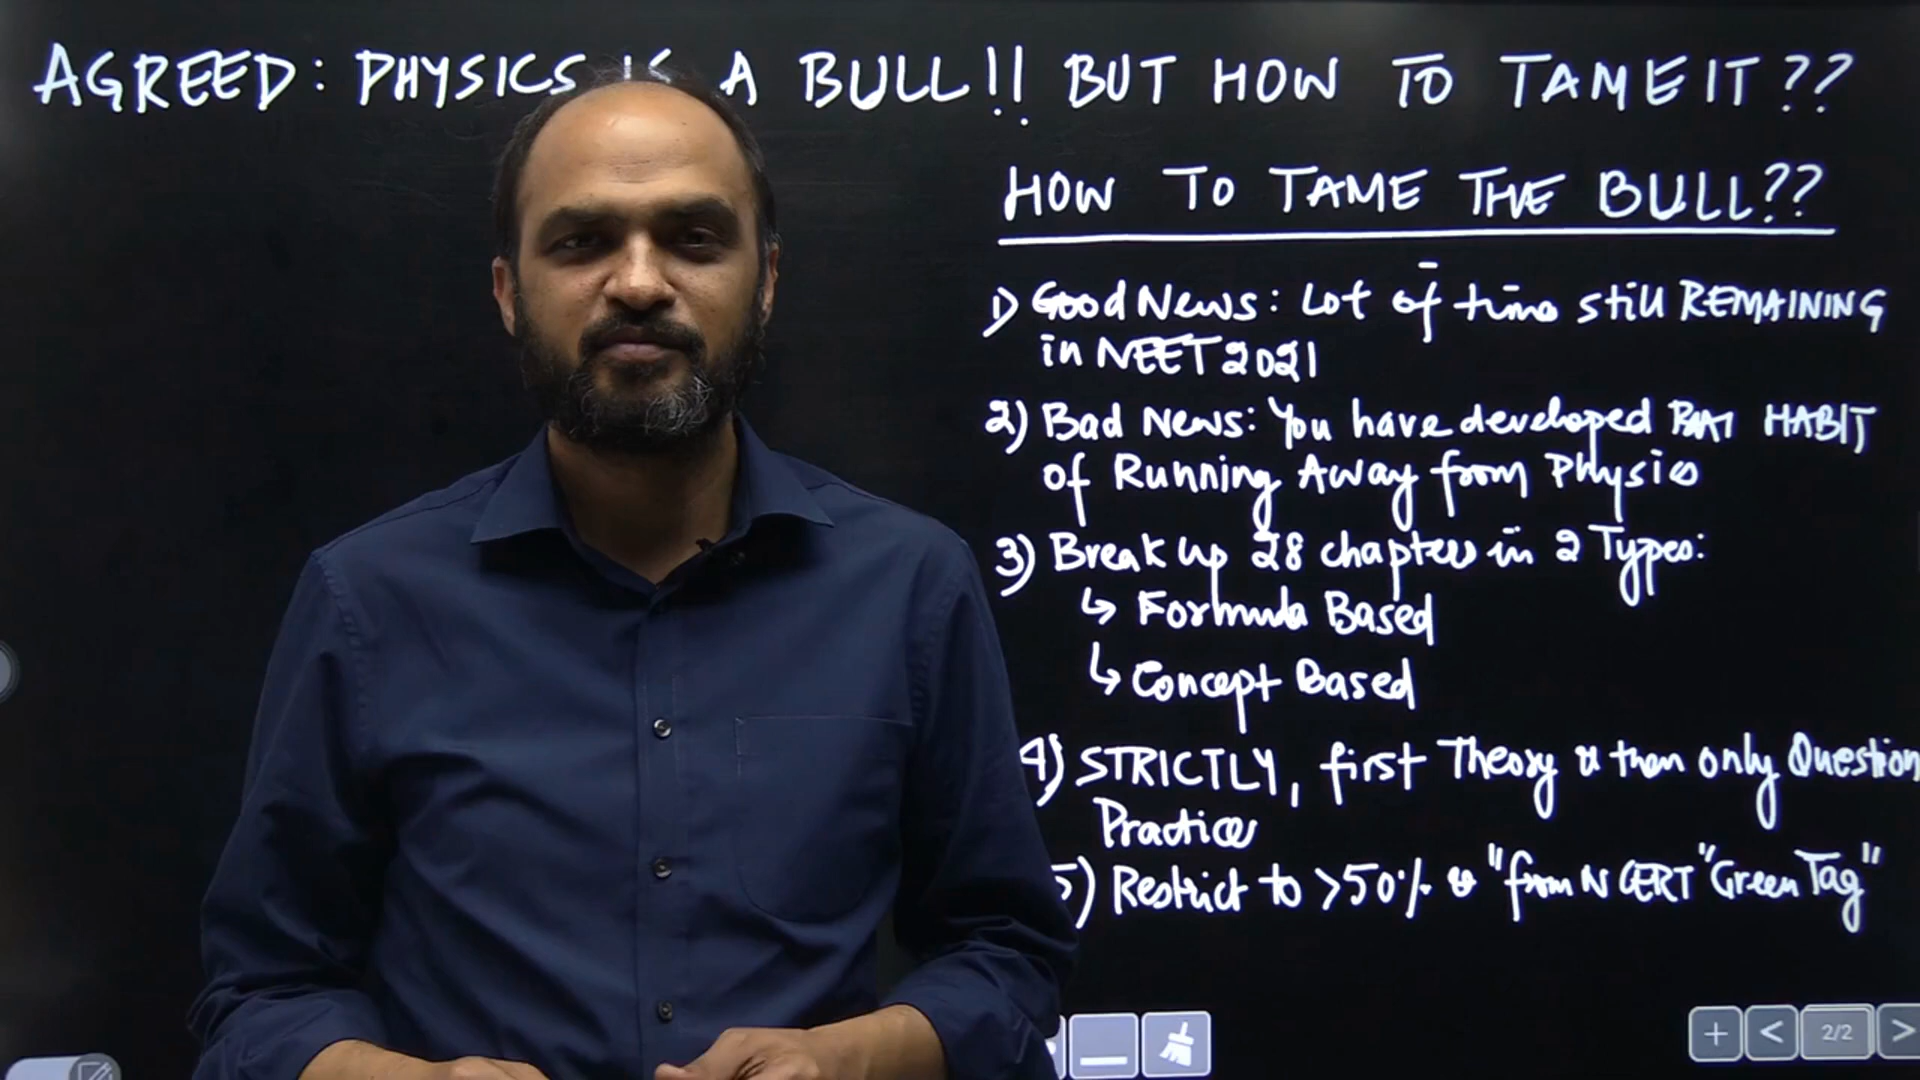 AGREED: PHYSICS IS A BULL!! BUT HOW TO TAME IT??
HOW TO TAME THE BULL??
1) Good News: Lot of time still REMAINING
in NEET 2021
2) Bad News: You have developed HABIT
of Running Away from Physics
3) Break up 28 chapters in 2 Types:
↳ Formula Based
↳ Concept Based
4) STRICTLY, first Theory & then only Question
Practice
5) Restrict to >50% & "from NCERT "Green Tag"
2/2